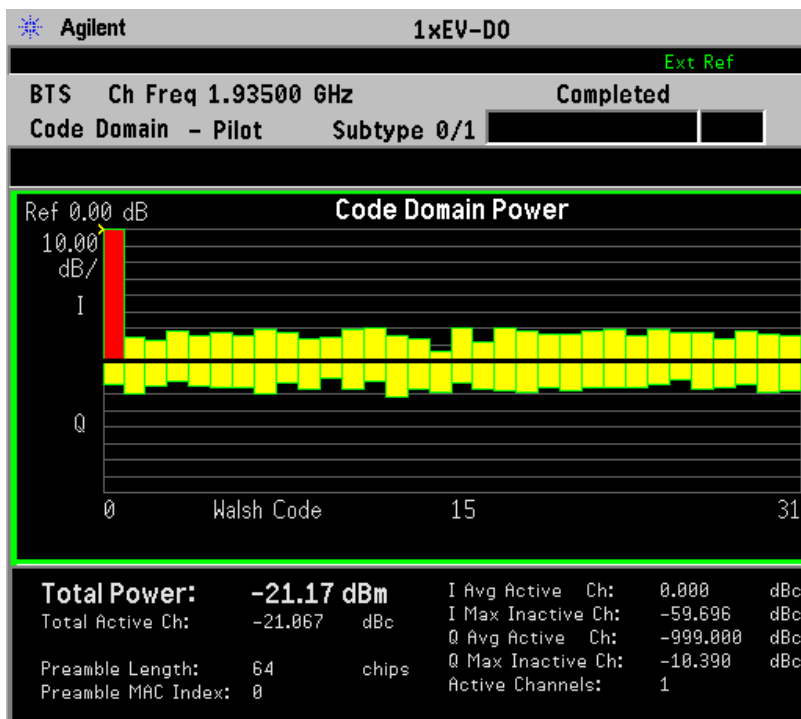 Agilent 1xEV-DO
Ext Ref
BTS Ch Freq 1.93500 GHz Completed
Code Domain - Pilot Subtype 0/1
Ref 0.00 dB Code Domain Power
10.00
dB/
I
Q
0 Walsh Code 15 31
Total Power: -21.17 dBm
Total Active Ch: -21.067 dBc
Preamble Length: 64 chips
Preamble MAC Index: 0
I Avg Active Ch: 0.000 dBc
I Max Inactive Ch: -59.696 dBc
Q Avg Active Ch: -999.000 dBc
Q Max Inactive Ch: -10.390 dBc
Active Channels: 1